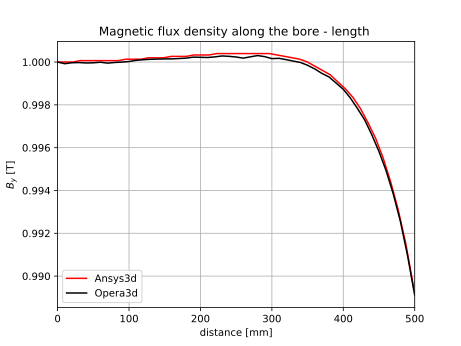 Magnetic flux density along the bore - length
1.000
0.998
0.996
0.994
0.992
0.990
B_y [T]
Ansys3d
Opera3d
0 100 200 300 400 500
distance [mm]